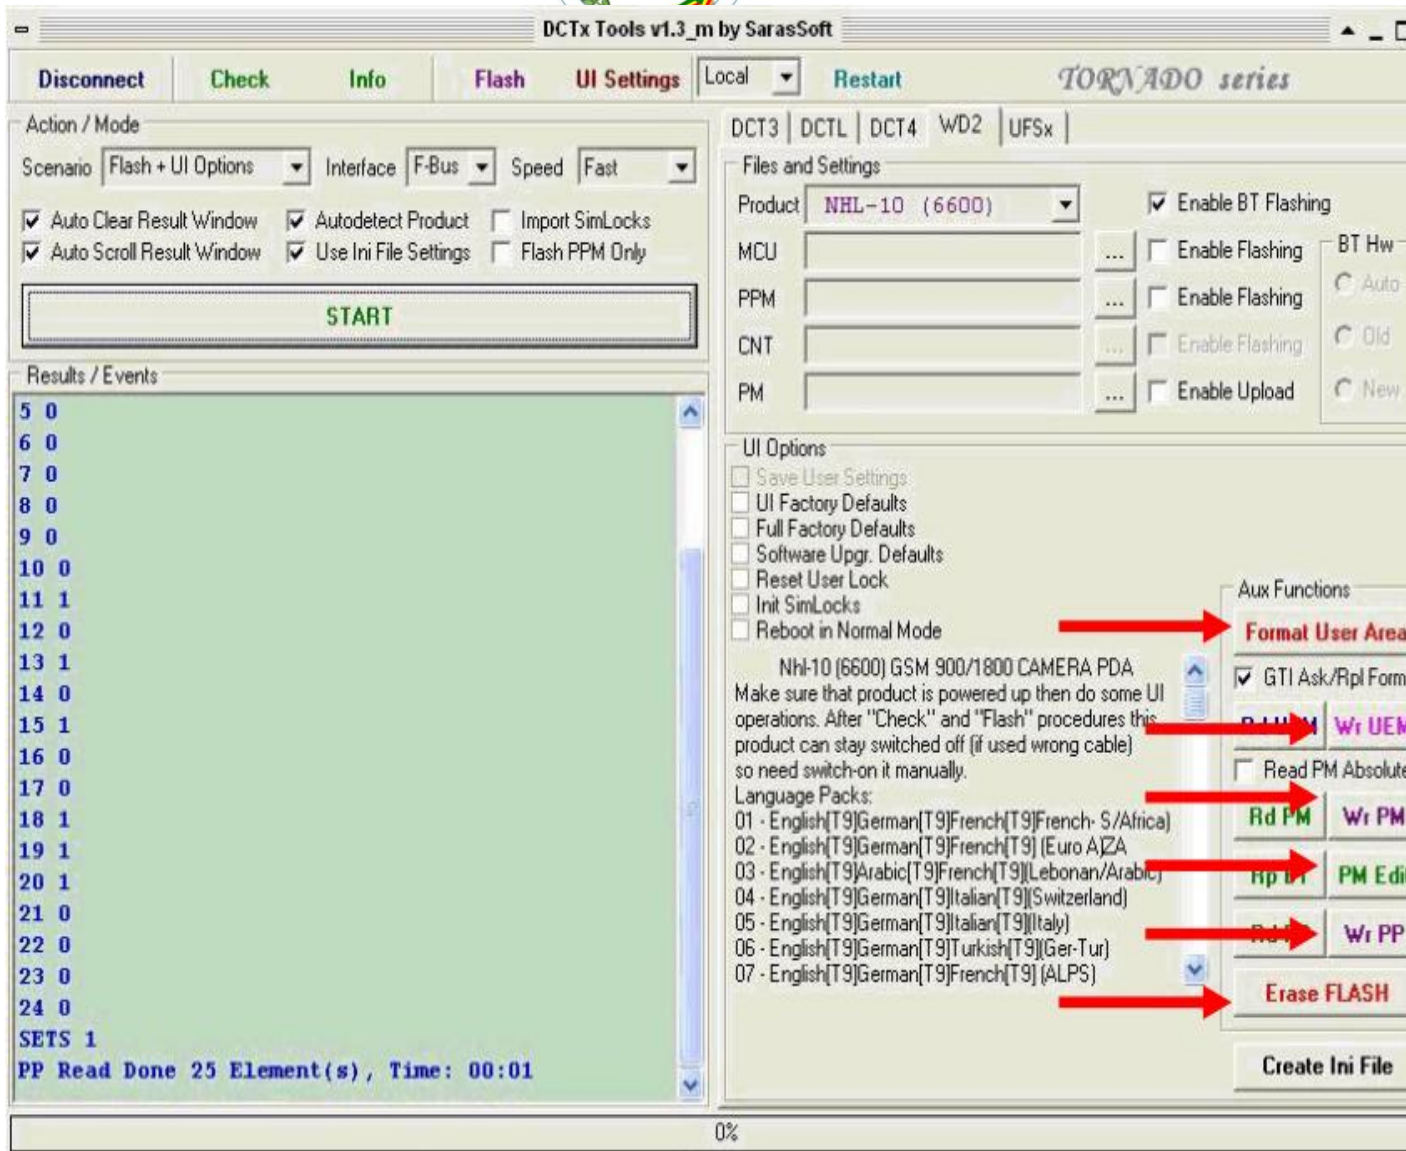 DCTx Tools v1.3_m by SarasSoft
Disconnect Check Info Flash UI Settings Local Restart TORNADO series
Action / Mode
Scenario Flash + UI Options Interface F-Bus Speed Fast
Auto Clear Result Window Autodetect Product Import SimLocks
Auto Scroll Result Window Use Ini File Settings Flash PPM Only
START
Results / Events
5 0
6 0
7 0
8 0
9 0
10 0
11 1
12 0
13 1
14 0
15 1
16 0
17 0
18 1
19 1
20 1
21 0
22 0
23 0
24 0
SETS 1
PP Read Done 25 Element(s), Time: 00:01
DCT3 DCTL DCT4 WD2 UFSx
Files and Settings
Product NHL-10 (6600) Enable BT Flashing
MCU ... Enable Flashing
PPM ... Enable Flashing
CNT ... Enable Flashing
PM ... Enable Upload
BT Hw
Auto
Old
New
UI Options
Save User Settings
UI Factory Defaults
Full Factory Defaults
Software Upgr. Defaults
Reset User Lock
Init SimLocks
Reboot in Normal Mode
Nhl-10 (6600) GSM 900/1800 CAMERA PDA
Make sure that product is powered up then do some UI
operations. After "Check" and "Flash" procedures this
product can stay switched off (if used wrong cable)
so need switch-on it manually.
Language Packs:
01 - English[T9]German[T9]French[T9]French- S/Africa)
02 - English[T9]German[T9]French[T9] (Euro A)ZA
03 - English[T9]Arabic[T9]French[T9](Lebonan/Arabic)
04 - English[T9]German[T9]Italian[T9](Switzerland)
05 - English[T9]German[T9]Italian[T9](Italy)
06 - English[T9]German[T9]Turkish[T9](Ger-Tur)
07 - English[T9]German[T9]French[T9] (ALPS)
Aux Functions
Format User Area
GTI Ask/Rpl Form
Wr UEM
Read PM Absolute
Rd PM Wr PM
PM Edi
Wr PP
Erase FLASH
Create Ini File
0%